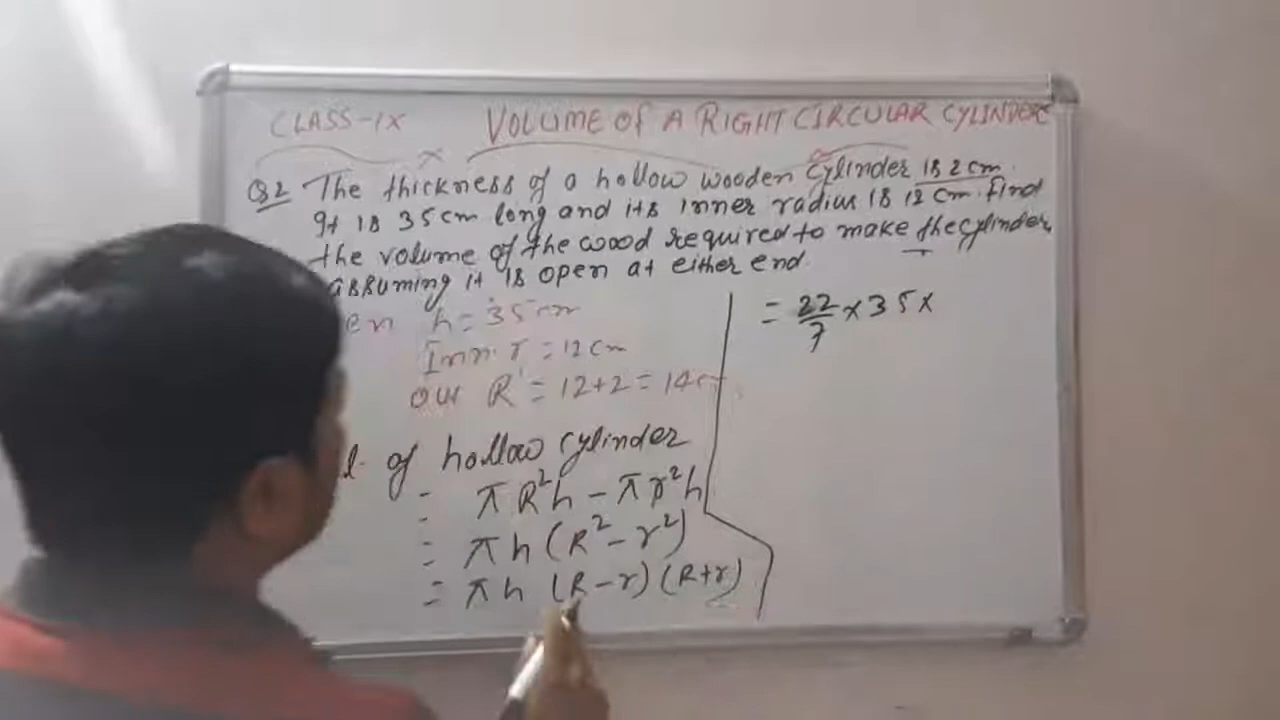 CLASS-IX VOLUME OF A RIGHT CIRCULAR CYLINDERS
Q2 The thickness of a hollow wooden cylinder is 2 cm.
It is 35 cm long and its inner radius is 12 cm. Find
the volume of the wood required to make the cylinder,
assuming it is open at either end.
en h = 35 cm
Inn. r = 12 cm
Out R = 12+2 = 14 c
l. of hollow cylinder
= πR²h - πr²h
= πh (R² - r²)
= πh (R-r) (R+r)
= 22/7 × 35 ×